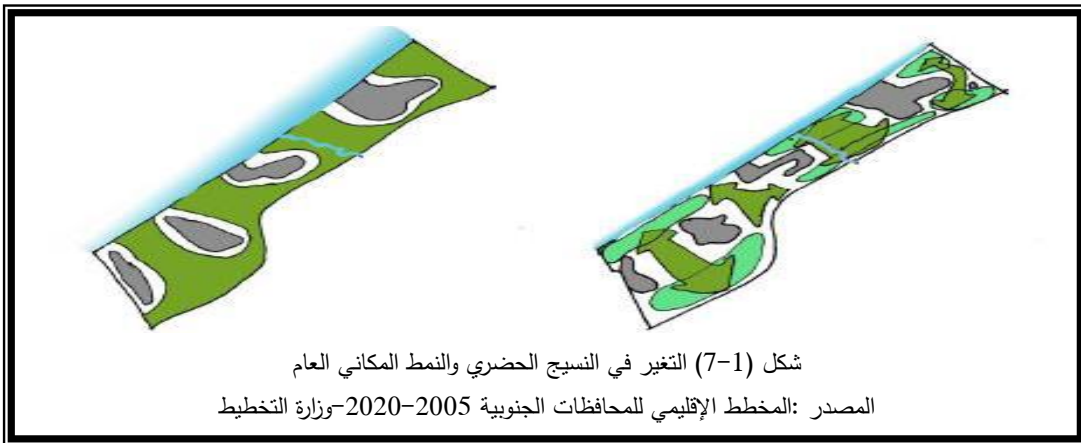 شكل (1-7) التغير في النسيج الحضري والنمط المكاني العام
المصدر :المخطط الإقليمي للمحافظات الجنوبية 2005-2020-وزارة التخطيط